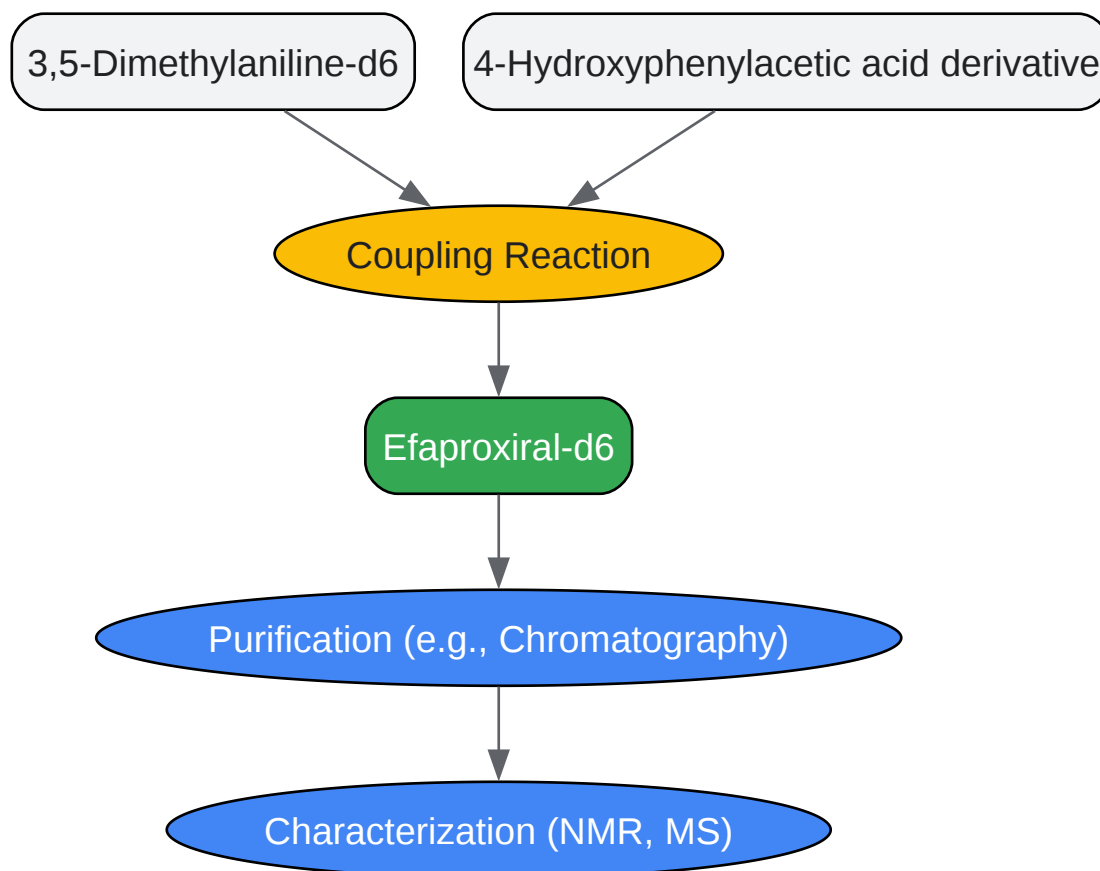 3,5-Dimethylaniline-d6
4-Hydroxyphenylacetic acid derivative
Coupling Reaction
Efaproxiral-d6
Purification (e.g., Chromatography)
Characterization (NMR, MS)